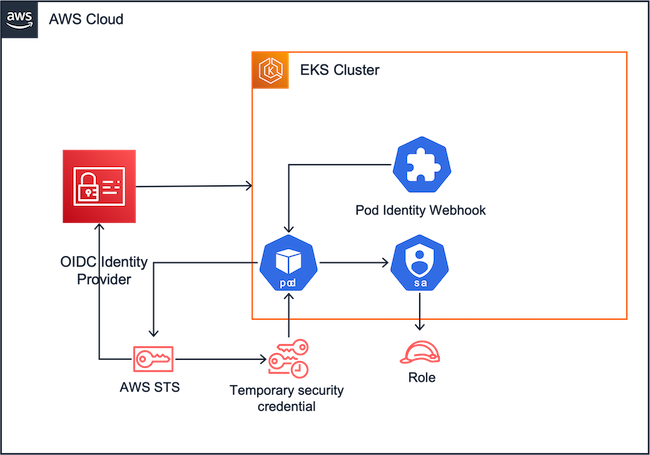 aws
AWS Cloud
EKS Cluster
Pod Identity Webhook
OIDC Identity
Provider
pod
sa
AWS STS
Temporary security
credential
Role